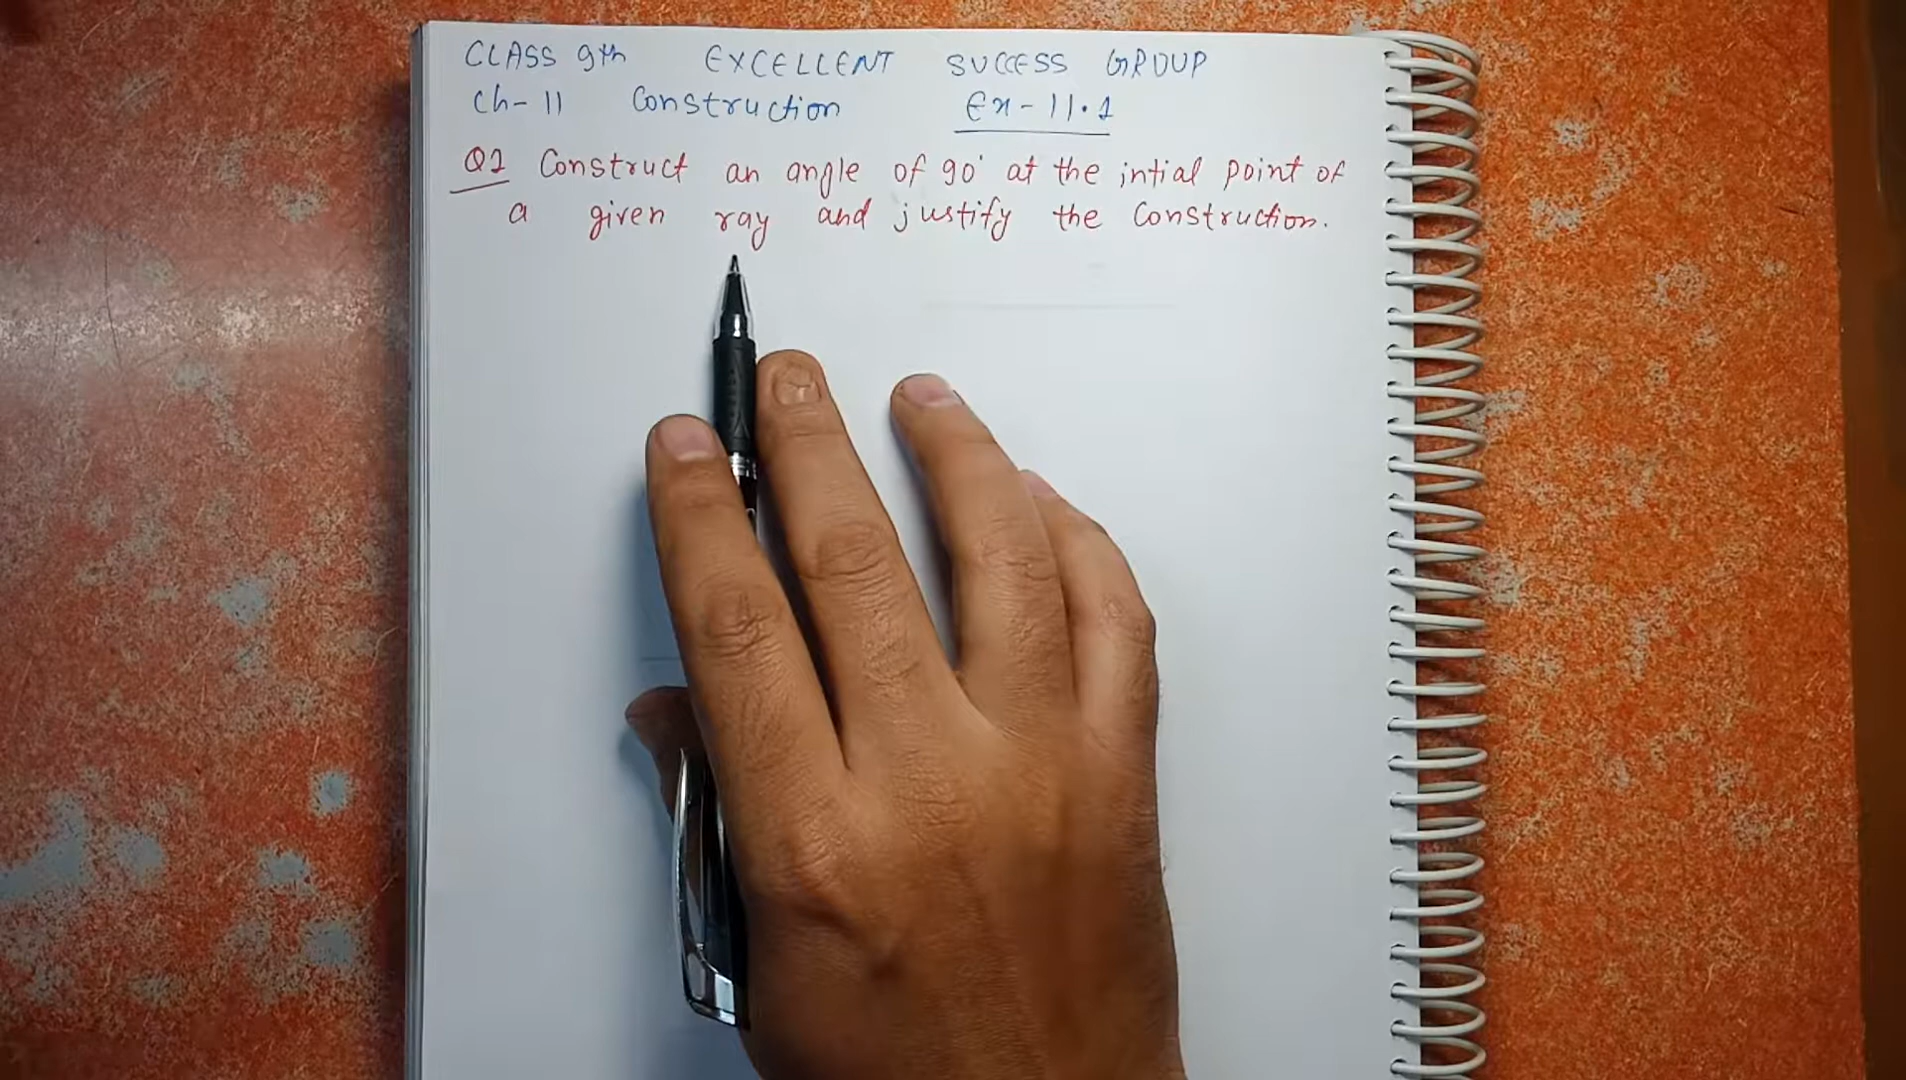 CLASS 9th EXCELLENT SUCCESS GROUP
Ch-11 Construction Ex-11.1
Q1 Construct an angle of 90° at the intial point of
a given ray and justify the Construction.